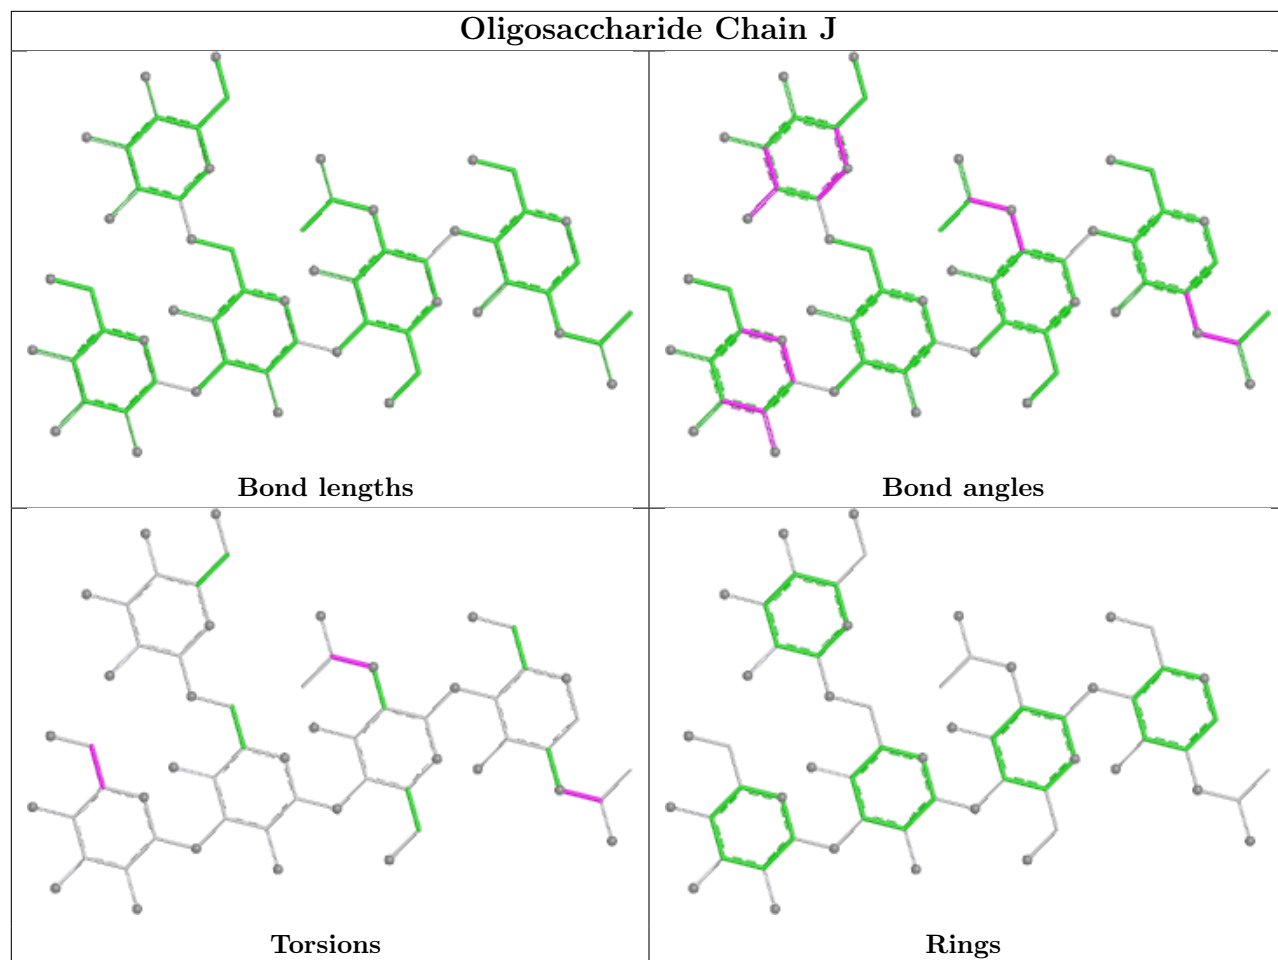 Oligosaccharide Chain J
Bond lengths
Bond angles
Torsions
Rings